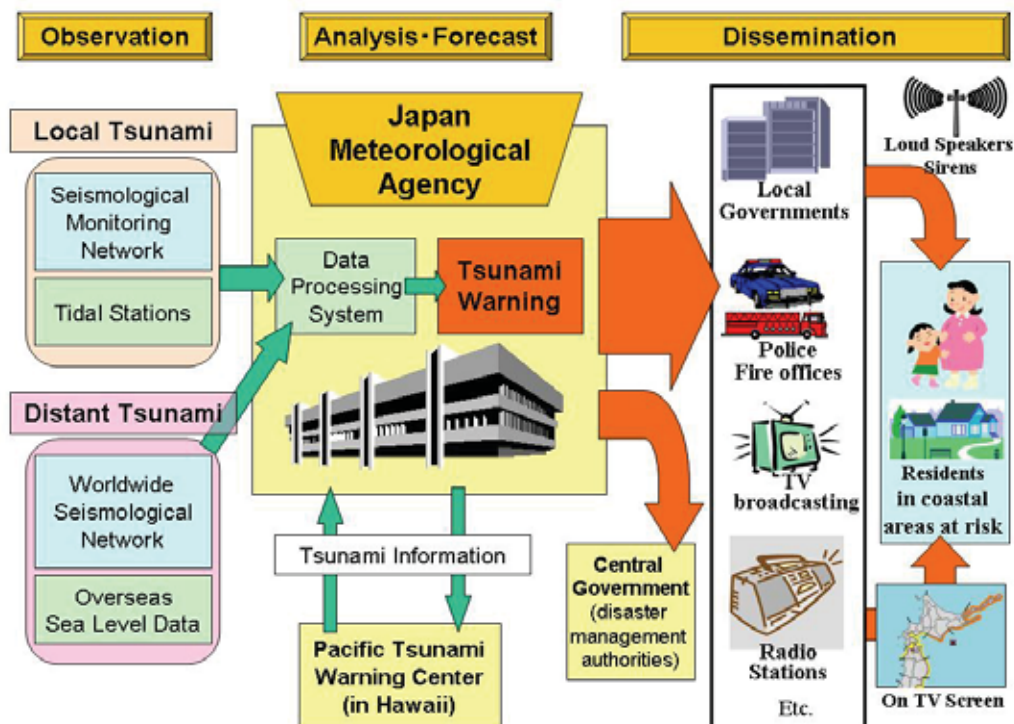 Observation
Analysis・Forecast
Dissemination
Local Tsunami
Seismological
Monitoring
Network
Tidal Stations
Distant Tsunami
Worldwide
Seismological
Network
Overseas
Sea Level Data
Japan
Meteorological
Agency
Data
Processing
System
Tsunami
Warning
Tsunami Information
Pacific Tsunami
Warning Center
(in Hawaii)
Central
Government
(disaster
management
authorities)
Local
Governments
Police
Fire offices
TV
broadcasting
Radio
Stations
Etc.
Loud Speakers
Sirens
Residents
in coastal
areas at risk
On TV Screen